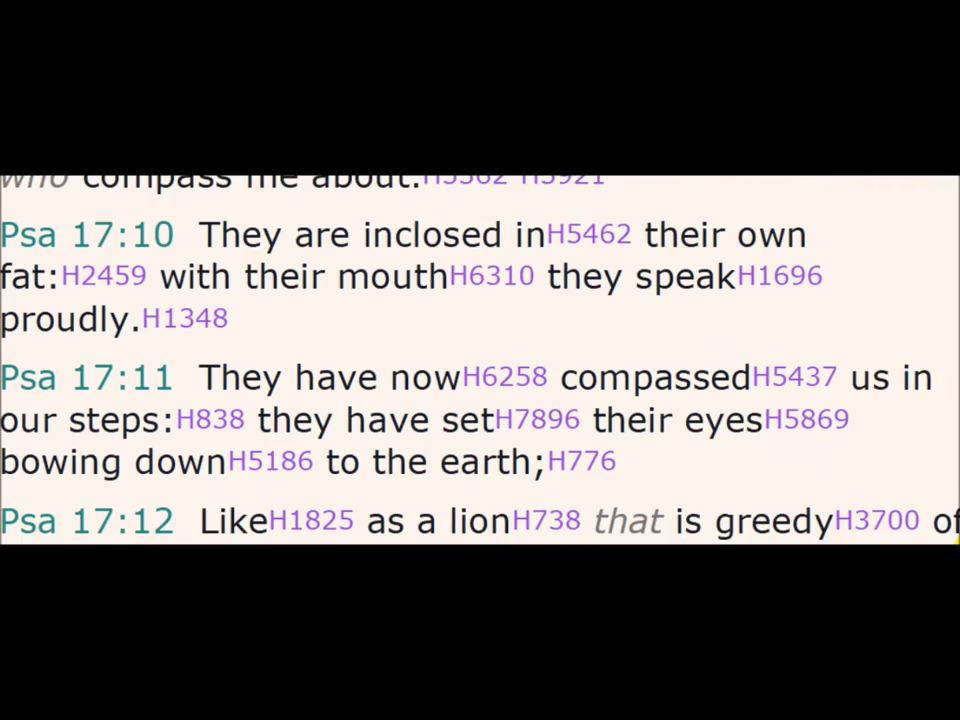 who compass me about.H5362 H5921
Psa 17:10 They are inclosed inH5462 their own
fat:H2459 with their mouthH6310 they speakH1696
proudly.H1348
Psa 17:11 They have nowH6258 compassedH5437 us in
our steps:H838 they have setH7896 their eyesH5869
bowing downH5186 to the earth;H776
Psa 17:12 LikeH1825 as a lionH738 that is greedyH3700 of